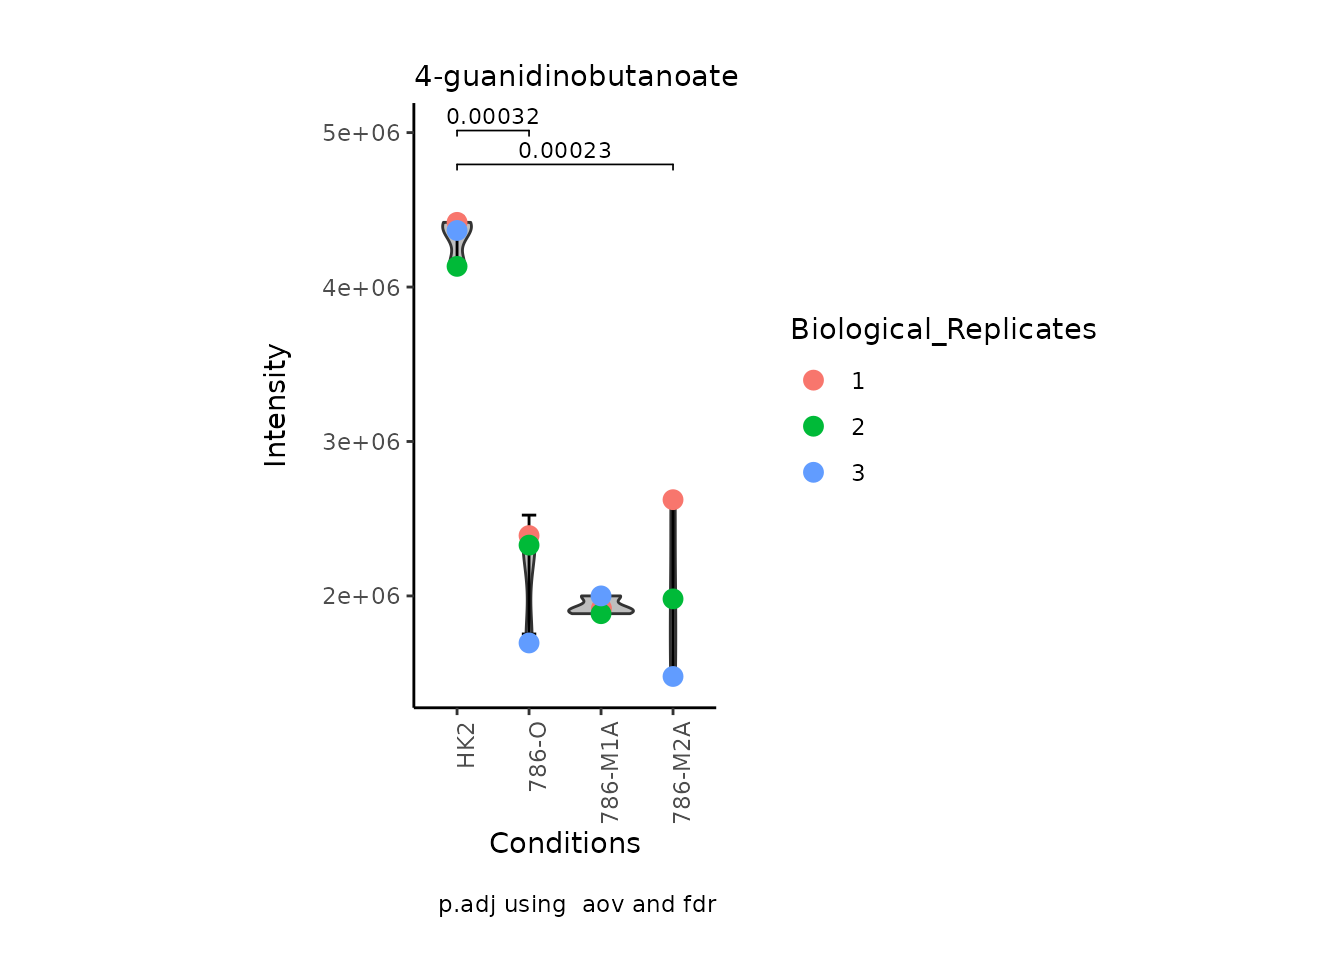 4-guanidinobutanoate
0.00032
0.00023
5e+06
4e+06
3e+06
2e+06
Intensity
HK2
786-O
786-M1A
786-M2A
Conditions
p.adj using  aov and fdr
Biological_Replicates
1
2
3